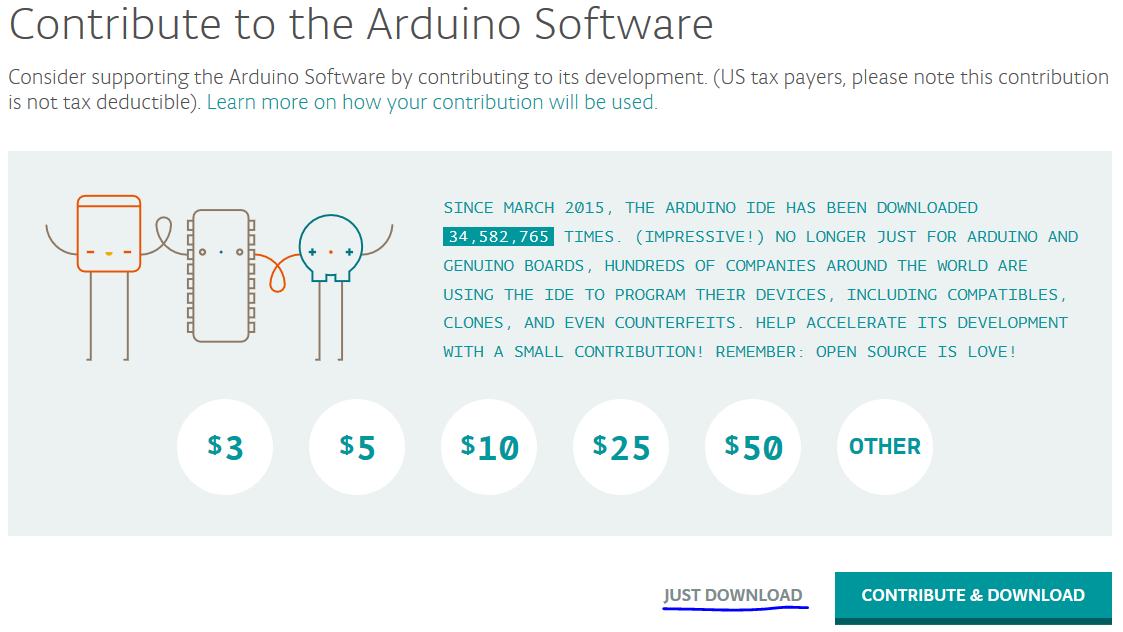 Contribute to the Arduino Software
Consider supporting the Arduino Software by contributing to its development. (US tax payers, please note this contribution
is not tax deductible). Learn more on how your contribution will be used.
SINCE MARCH 2015, THE ARDUINO IDE HAS BEEN DOWNLOADED
34,582,765 TIMES. (IMPRESSIVE!) NO LONGER JUST FOR ARDUINO AND
GENUINO BOARDS, HUNDREDS OF COMPANIES AROUND THE WORLD ARE
USING THE IDE TO PROGRAM THEIR DEVICES, INCLUDING COMPATIBLES,
CLONES, AND EVEN COUNTERFEITS. HELP ACCELERATE ITS DEVELOPMENT
WITH A SMALL CONTRIBUTION! REMEMBER: OPEN SOURCE IS LOVE!
$3 $5 $10 $25 $50 OTHER
JUST DOWNLOAD CONTRIBUTE & DOWNLOAD